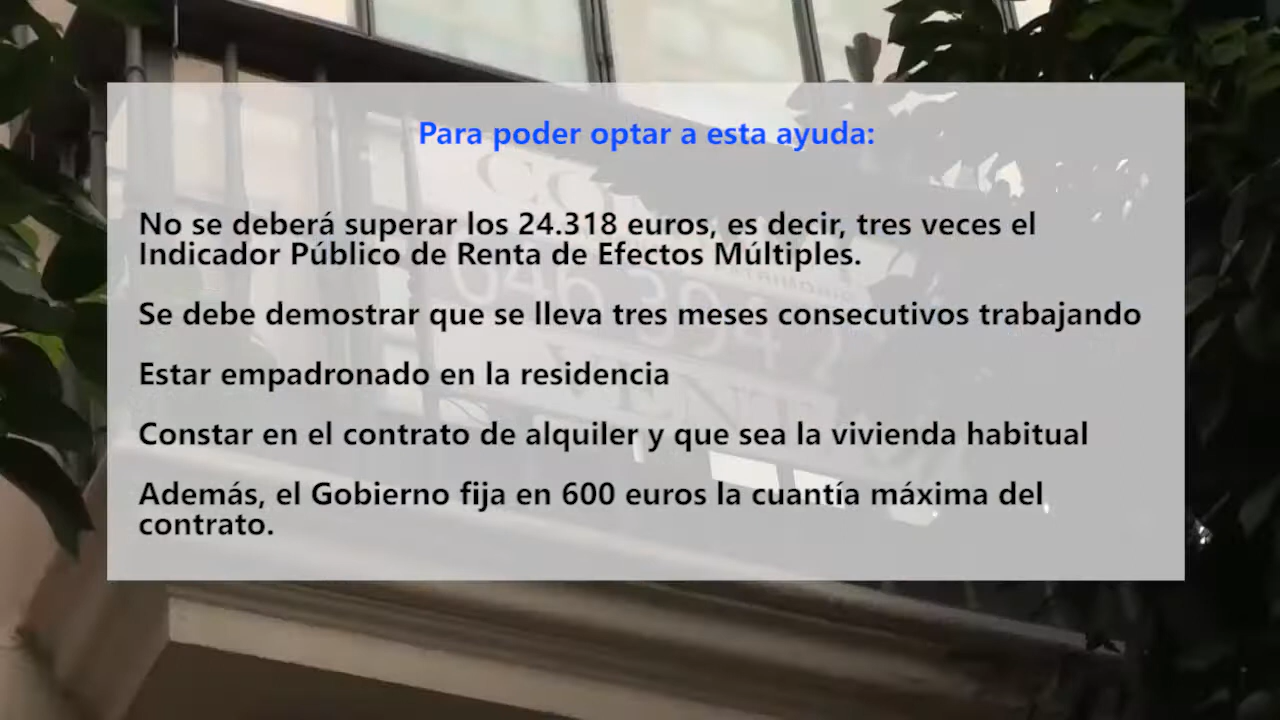 Para poder optar a esta ayuda:
No se deberá superar los 24.318 euros, es decir, tres veces el
Indicador Público de Renta de Efectos Múltiples.
Se debe demostrar que se lleva tres meses consecutivos trabajando
Estar empadronado en la residencia
Constar en el contrato de alquiler y que sea la vivienda habitual
Además, el Gobierno fija en 600 euros la cuantía máxima del
contrato.